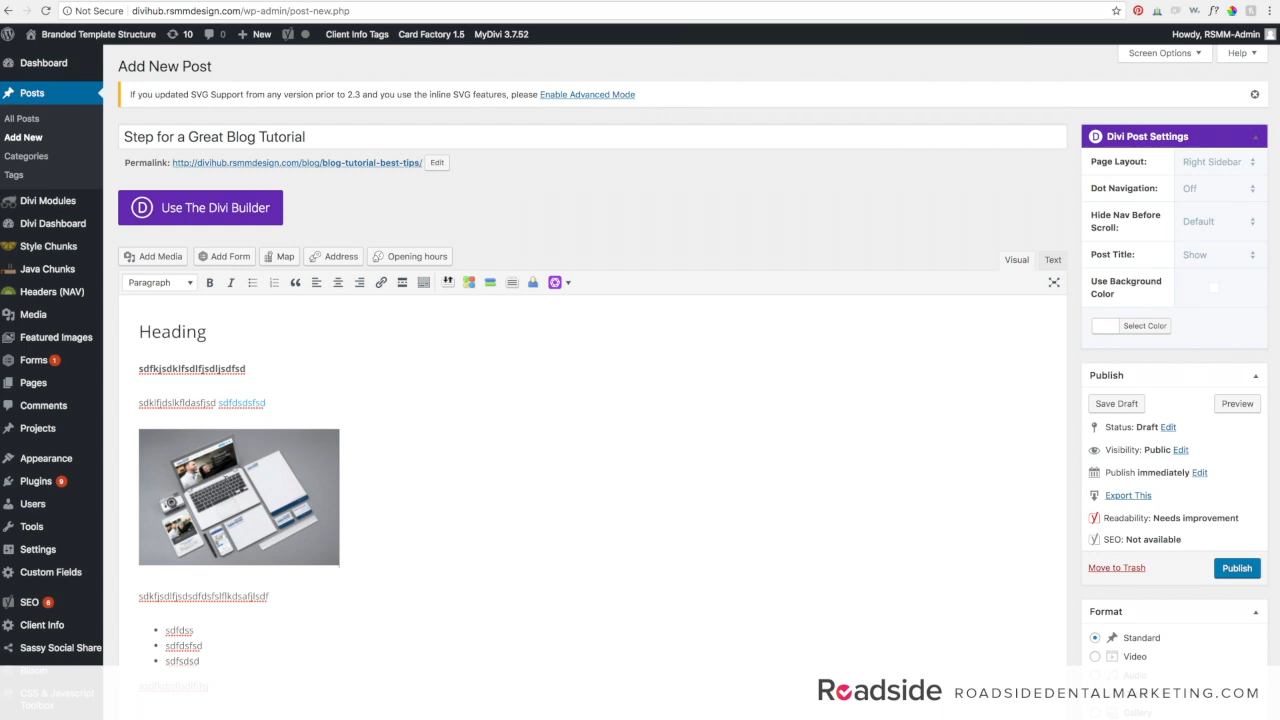 Not Secure divihub.rsmmdesign.com/wp-admin/post-new.php
Branded Template Structure 10 0 New Client Info Tags Card Factory 1.5 MyDivi 3.7.52 Howdy, RSM-Admin
Screen Options Help
Dashboard
Posts
All Posts
Add New
Categories
Tags
Divi Modules
Divi Dashboard
Style Chunks
Java Chunks
Headers (NAV)
Media
Featured Images
Forms 1
Pages
Comments
Projects
Appearance
Plugins 9
Users
Tools
Settings
Custom Fields
SEO 6
Client Info
Sassy Social Share
Bloom
CSS & Javascript
Toolbox
Add New Post
If you updated SVG Support from any version prior to 2.3 and you use the inline SVG features, please Enable Advanced Mode
Step for a Great Blog Tutorial
Permalink: http://divihub.rsmmdesign.com/blog/blog-tutorial-best-tips/ Edit
D Use The Divi Builder
Add Media Add Form Map Address Opening hours
Visual Text
Paragraph B I
Heading
sdfkjsdklfsdlfjsdljsdfsd
sdklfjdslkfldasfjsd sdfdsdsfsd
sdkfjsdlfjsdsdfdsfslflkdsafjlsdf
sdfdss
sdfdsfsd
sdfsdsd
D Divi Post Settings
Page Layout: Right Sidebar
Dot Navigation: Off
Hide Nav Before
Scroll: Default
Post Title: Show
Use Background
Color
Select Color
Publish
Save Draft Preview
Status: Draft Edit
Visibility: Public Edit
Publish immediately Edit
Export This
Readability: Needs improvement
SEO: Not available
Move to Trash Publish
Format
Standard
Video
Audio
Gallery
Roadside ROADSIDEDENTALMARKETING.COM